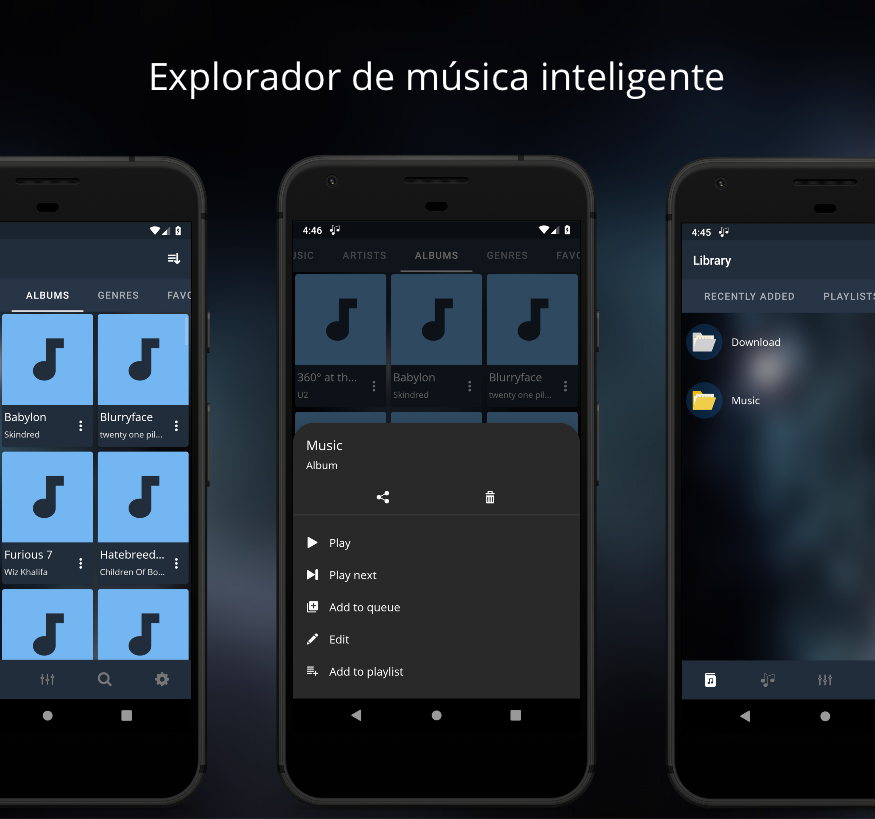 Explorador de música inteligente
ALBUMS GENRES FAVO
Babylon Blurryface
Skindred twenty one pil...
Furious 7 Hatebreed...
Wiz Khalifa Children Of Bo...
4:46
USIC ARTISTS ALBUMS GENRES FAVO
360° at th... Babylon Blurryface
U2 Skindred twenty one pil...
Music
Album
Play
Play next
Add to queue
Edit
Add to playlist
4:45
Library
RECENTLY ADDED PLAYLISTS
Download
Music